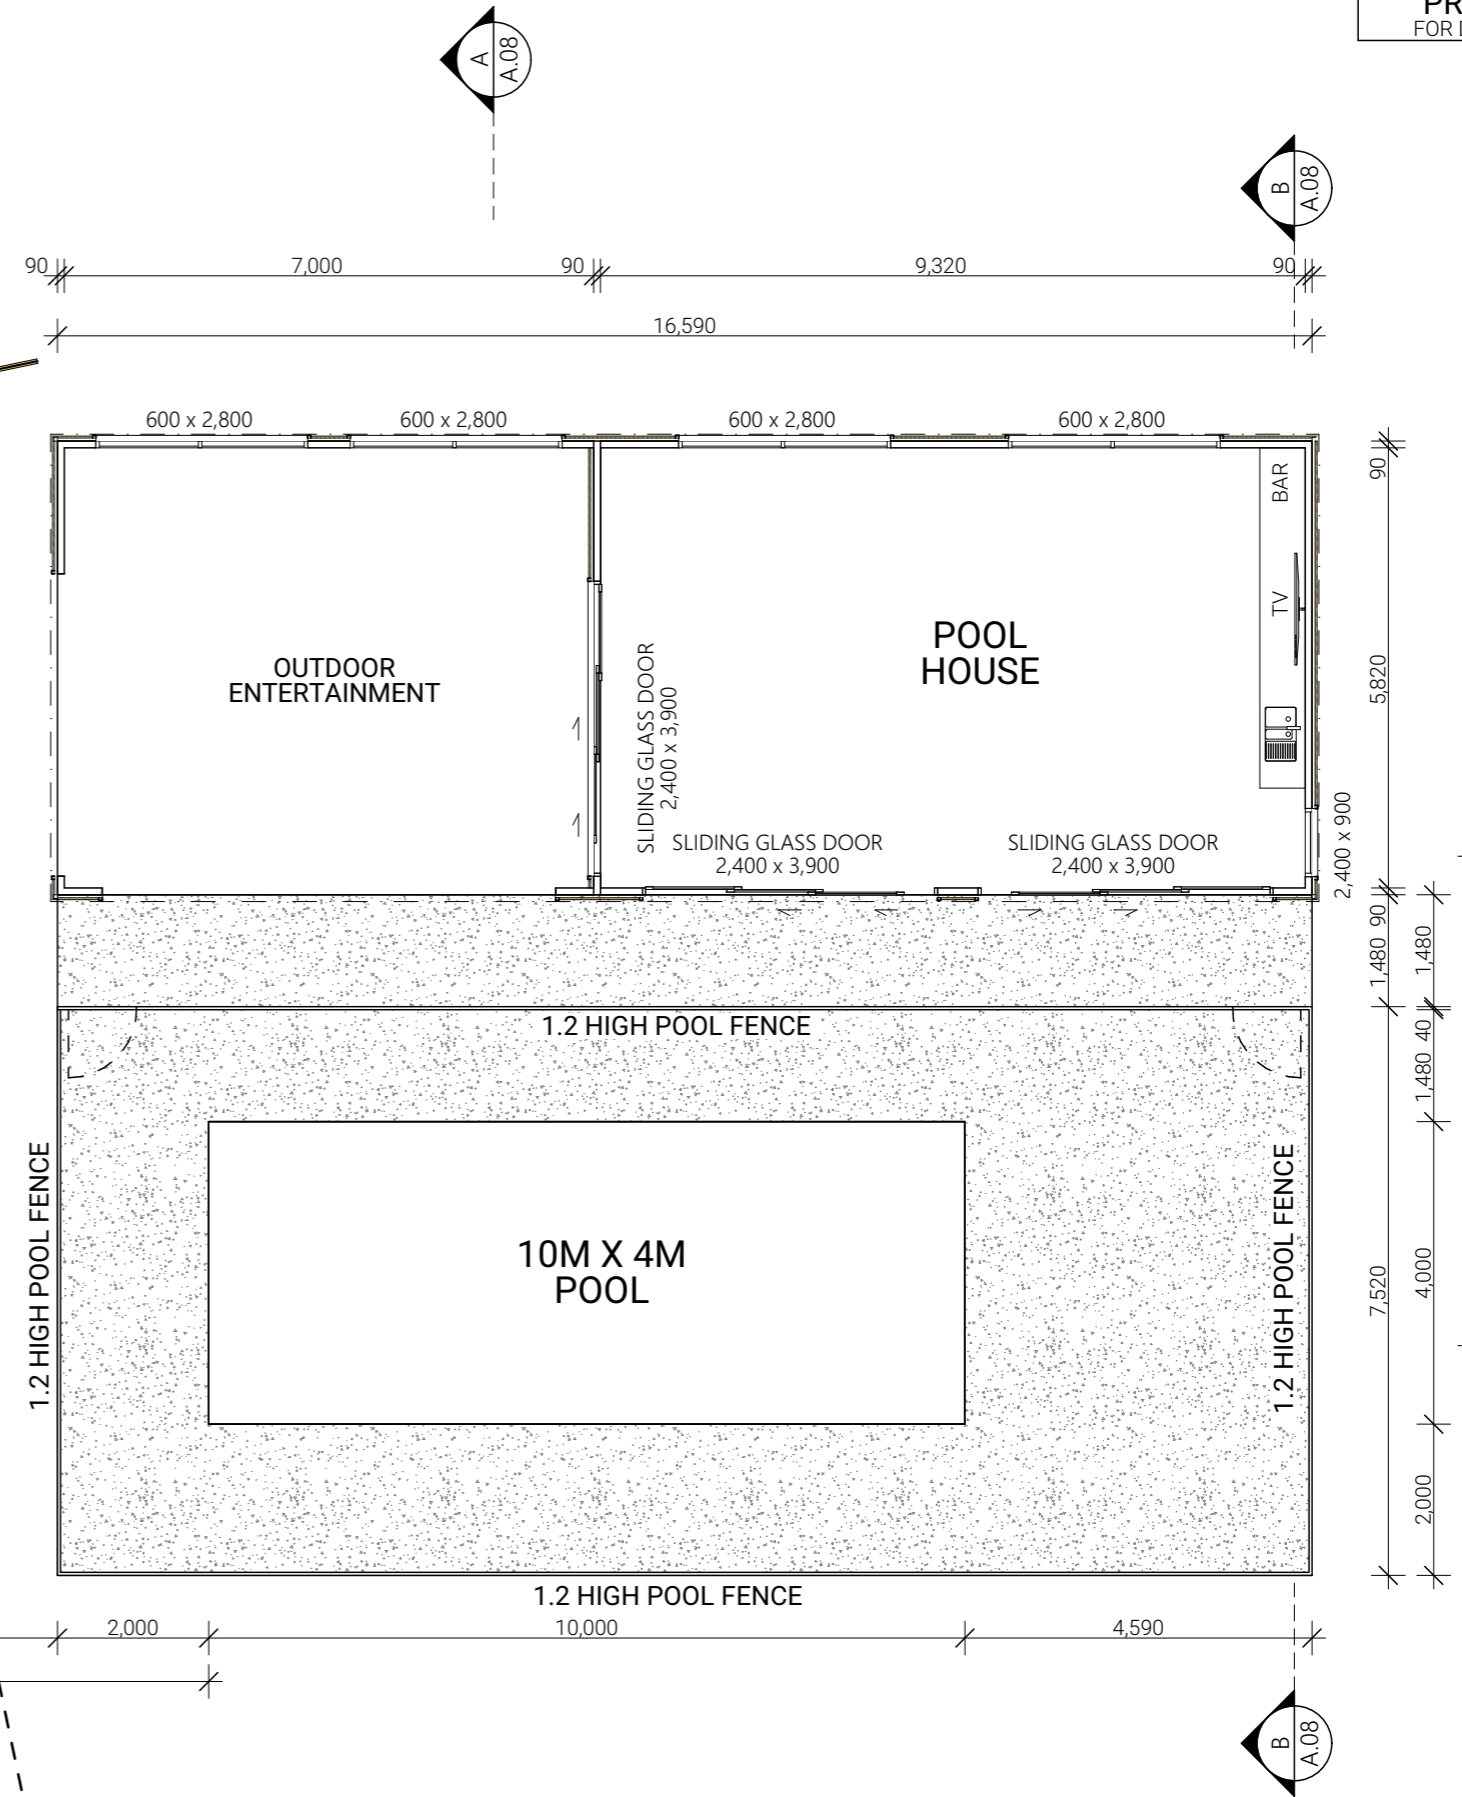 PR
FOR D
A
A.08
B
A.08
90
7,000
90
9,320
90
16,590
600 x 2,800
600 x 2,800
600 x 2,800
600 x 2,800
BAR
TV
90
OUTDOOR
ENTERTAINMENT
POOL
HOUSE
5,820
SLIDING GLASS DOOR
2,400 x 3,900
SLIDING GLASS DOOR
2,400 x 3,900
SLIDING GLASS DOOR
2,400 x 3,900
2,400 x 900
90
1,480
1,480
1.2 HIGH POOL FENCE
40
1,480
1.2 HIGH POOL FENCE
10M X 4M
POOL
1.2 HIGH POOL FENCE
7,520
4,000
2,000
1.2 HIGH POOL FENCE
2,000
10,000
4,590
B
A.08